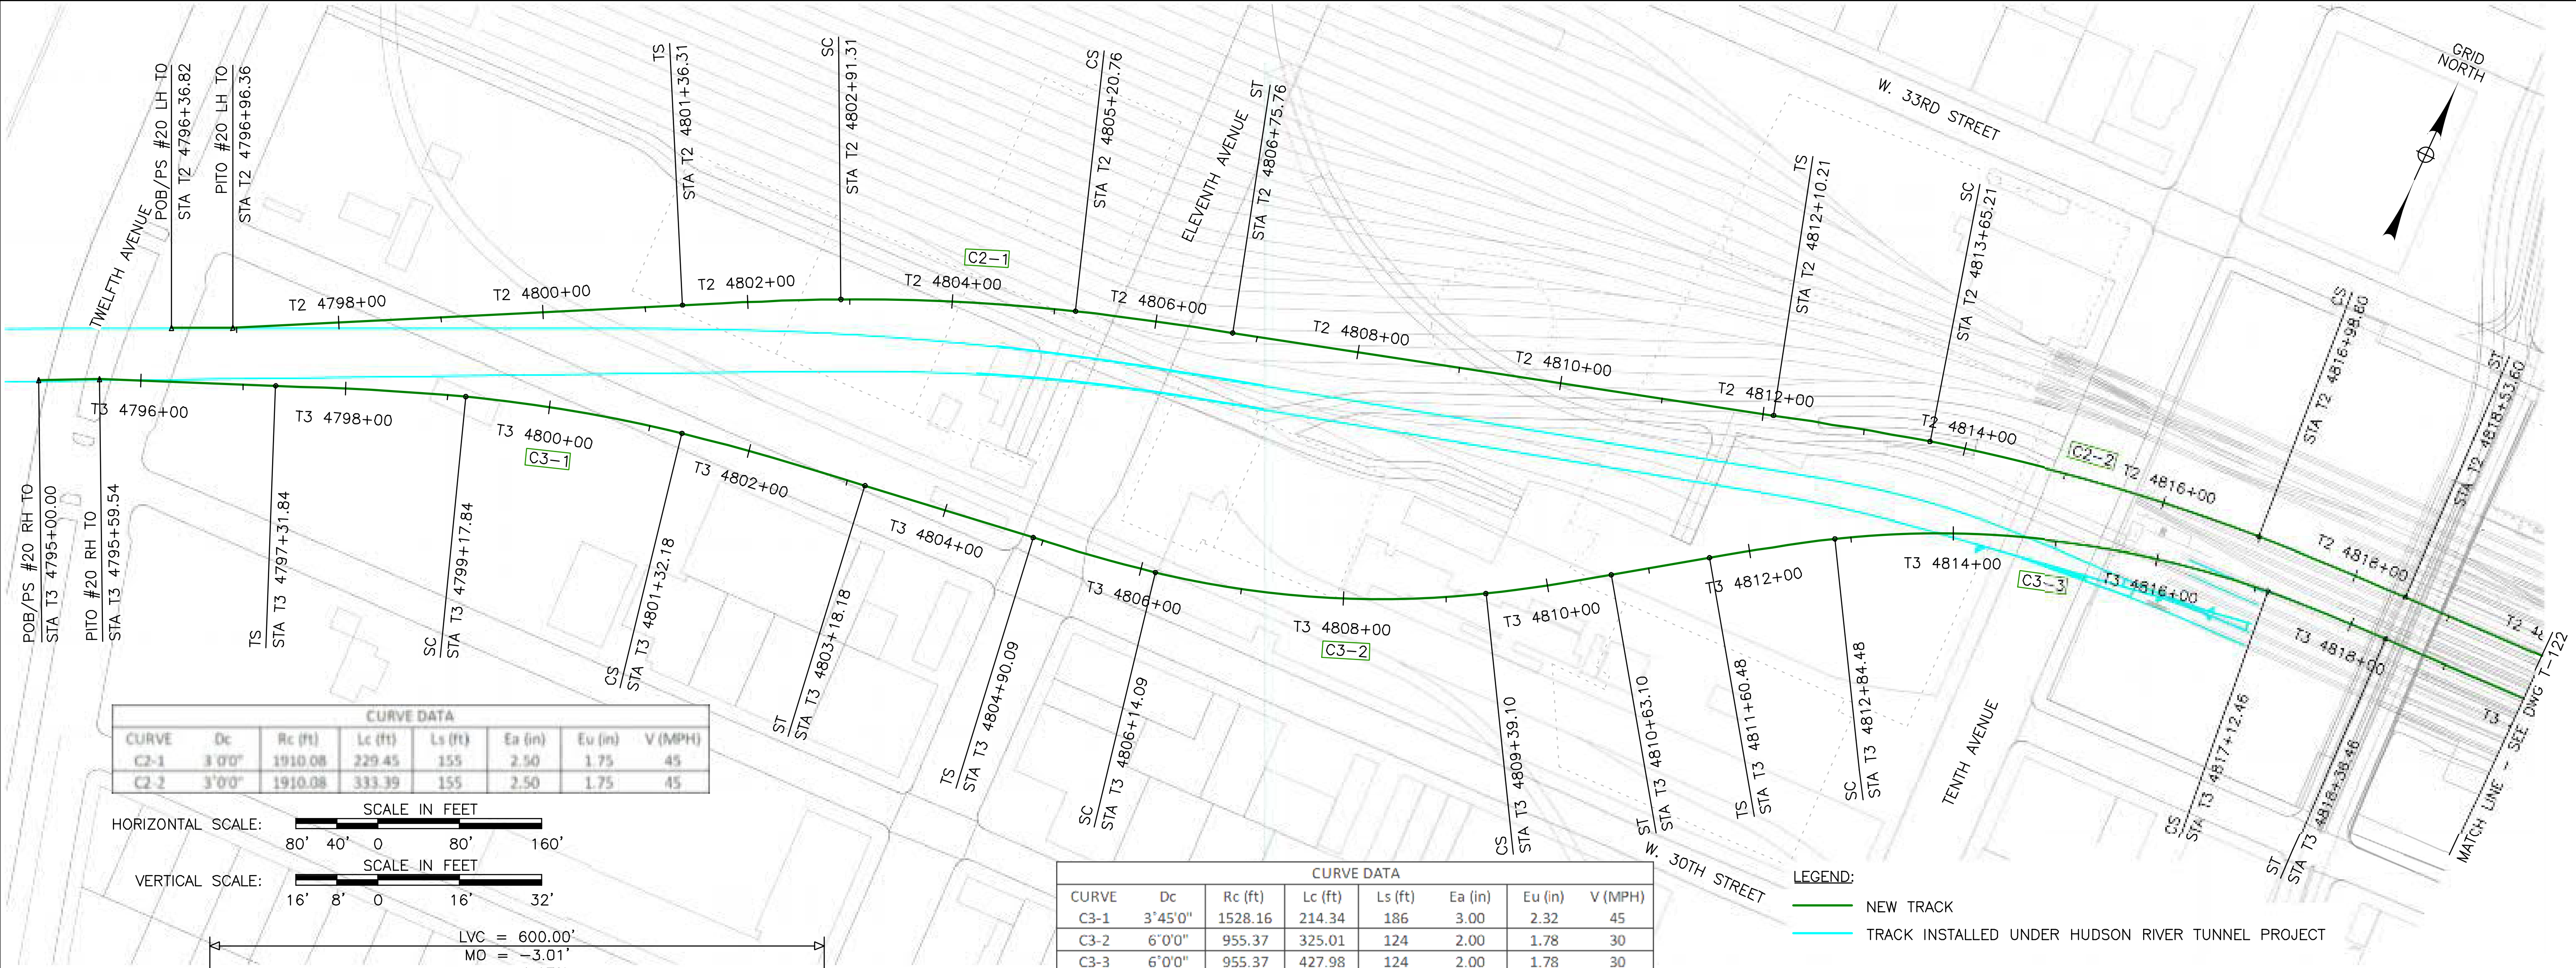 POB/PS #20 LH TO
STA T2 4796+36.82
PITO #20 LH TO
STA T2 4796+96.36
TS
STA T2 4801+36.31
SC
STA T2 4802+91.31
CS
STA T2 4805+20.76
ELEVENTH AVENUE
ST
STA T2 4806+75.76
W. 33RD STREET
GRID
NORTH
TS
STA T2 4812+10.21
SC
STA T2 4813+65.21
CS
STA T2 4816+98.60
ST
STA T2 4818+53.60
TWELFTH AVENUE
T2 4798+00
T2 4800+00
T2 4802+00
T2 4804+00
C2-1
T2 4806+00
T2 4808+00
T2 4810+00
T2 4812+00
T2 4814+00
C2-2
T2 4816+00
T2 4818+00
T2 48
T3 4796+00
T3 4798+00
T3 4800+00
C3-1
T3 4802+00
T3 4804+00
T3 4806+00
T3 4808+00
C3-2
T3 4810+00
T3 4812+00
T3 4814+00
C3-3
T3 4816+00
T3 4818+00
T3
POB/PS #20 RH TO
STA T3 4795+00.00
PITO #20 RH TO
STA T3 4795+59.54
TS
STA T3 4797+31.84
SC
STA T3 4799+17.84
CS
STA T3 4801+32.18
ST
STA T3 4803+18.18
TS
STA T3 4804+90.09
SC
STA T3 4806+14.09
CS
STA T3 4809+39.10
ST
STA T3 4810+63.10
TS
STA T3 4811+60.48
SC
STA T3 4812+84.48
TENTH AVENUE
CS
STA T3 4817+12.46
ST
STA T3 4818+36.46
MATCH LINE - SEE DWG T-122
W. 30TH STREET
CURVE DATA
CURVE Dc Rc (ft) Lc (ft) Ls (ft) Ea (in) Eu (in) V (MPH)
C2-1 3°0'0" 1910.08 229.45 155 2.50 1.75 45
C2-2 3°0'0" 1910.08 333.39 155 2.50 1.75 45
SCALE IN FEET
HORIZONTAL SCALE:
80' 40' 0 80' 160'
SCALE IN FEET
VERTICAL SCALE:
16' 8' 0 16' 32'
LVC = 600.00'
MO = -3.01'
CURVE DATA
CURVE Dc Rc (ft) Lc (ft) Ls (ft) Ea (in) Eu (in) V (MPH)
C3-1 3°45'0" 1528.16 214.34 186 3.00 2.32 45
C3-2 6°0'0" 955.37 325.01 124 2.00 1.78 30
C3-3 6°0'0" 955.37 427.98 124 2.00 1.78 30
LEGEND:
NEW TRACK
TRACK INSTALLED UNDER HUDSON RIVER TUNNEL PROJECT